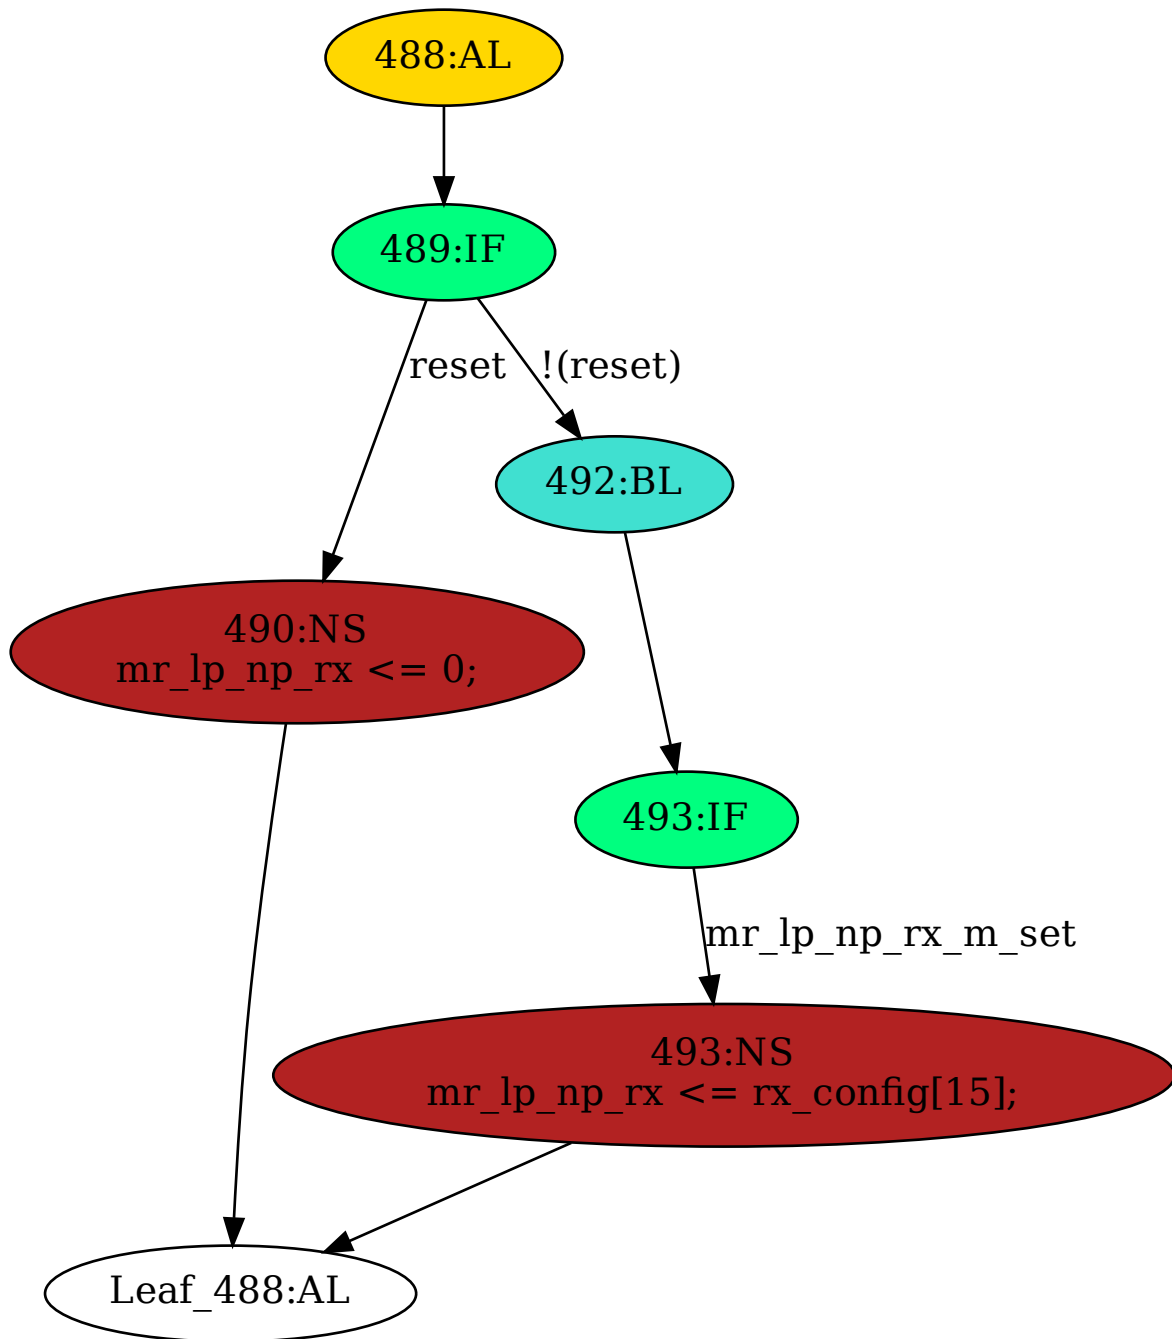 488:AL
489:IF
reset
!(reset)
492:BL
490:NS
mr_lp_np_rx <= 0;
493:IF
mr_lp_np_rx_m_set
493:NS
mr_lp_np_rx <= rx_config[15];
Leaf_488:AL